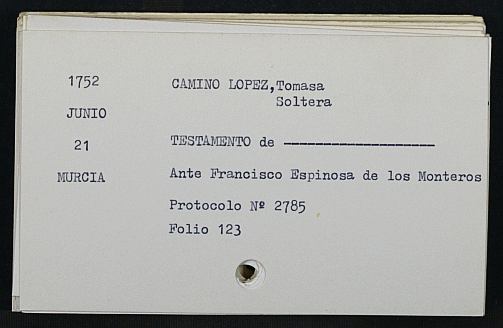 1752 CAMINO LOPEZ,Tomasa
Soltera
JUNIO
21 TESTAMENTO de -------------------
MURCIA Ante Francisco Espinosa de los Monteros
Protocolo Nº 2785
Folio 123